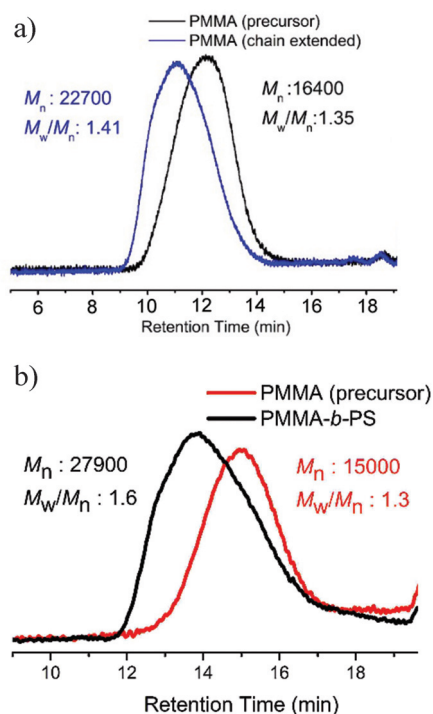 a)
PMMA (precursor)
PMMA (chain extended)
Mn: 22700
Mw/Mn: 1.41
Mn:16400
Mw/Mn:1.35
6 8 10 12 14 16 18
Retention Time (min)
b)
PMMA (precursor)
PMMA-b-PS
Mn : 27900
Mw/Mn : 1.6
Mn : 15000
Mw/Mn : 1.3
10 12 14 16 18
Retention Time (min)